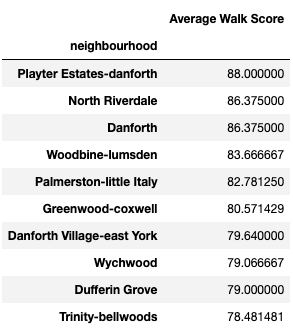 Average Walk Score
neighbourhood
Playter Estates-danforth 88.000000
North Riverdale 86.375000
Danforth 86.375000
Woodbine-lumsden 83.666667
Palmerston-little Italy 82.781250
Greenwood-coxwell 80.571429
Danforth Village-east York 79.640000
Wychwood 79.066667
Dufferin Grove 79.000000
Trinity-bellwoods 78.481481